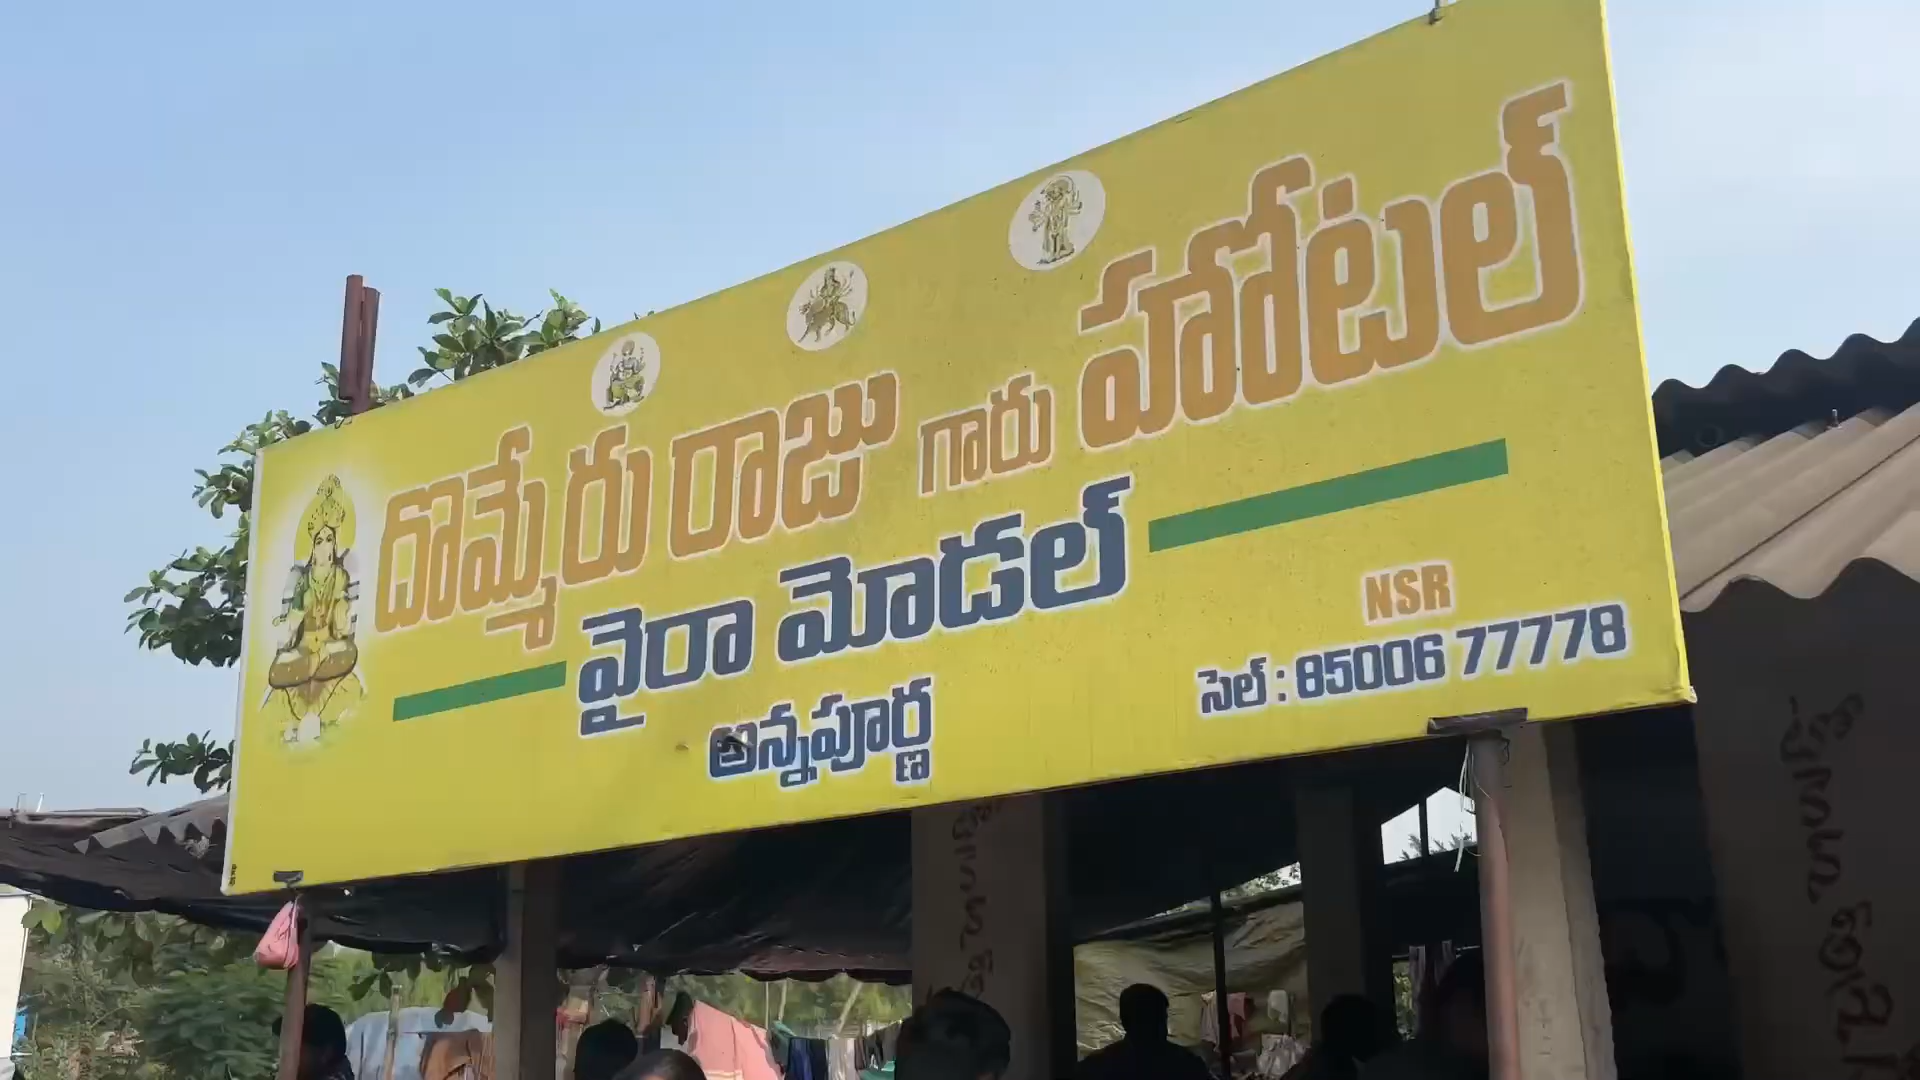 దొమ్మేరు రాజు గారు హోటల్
వైరా మోడల్
అన్నపూర్ణ
NSR
సెల్ : 85006 77778